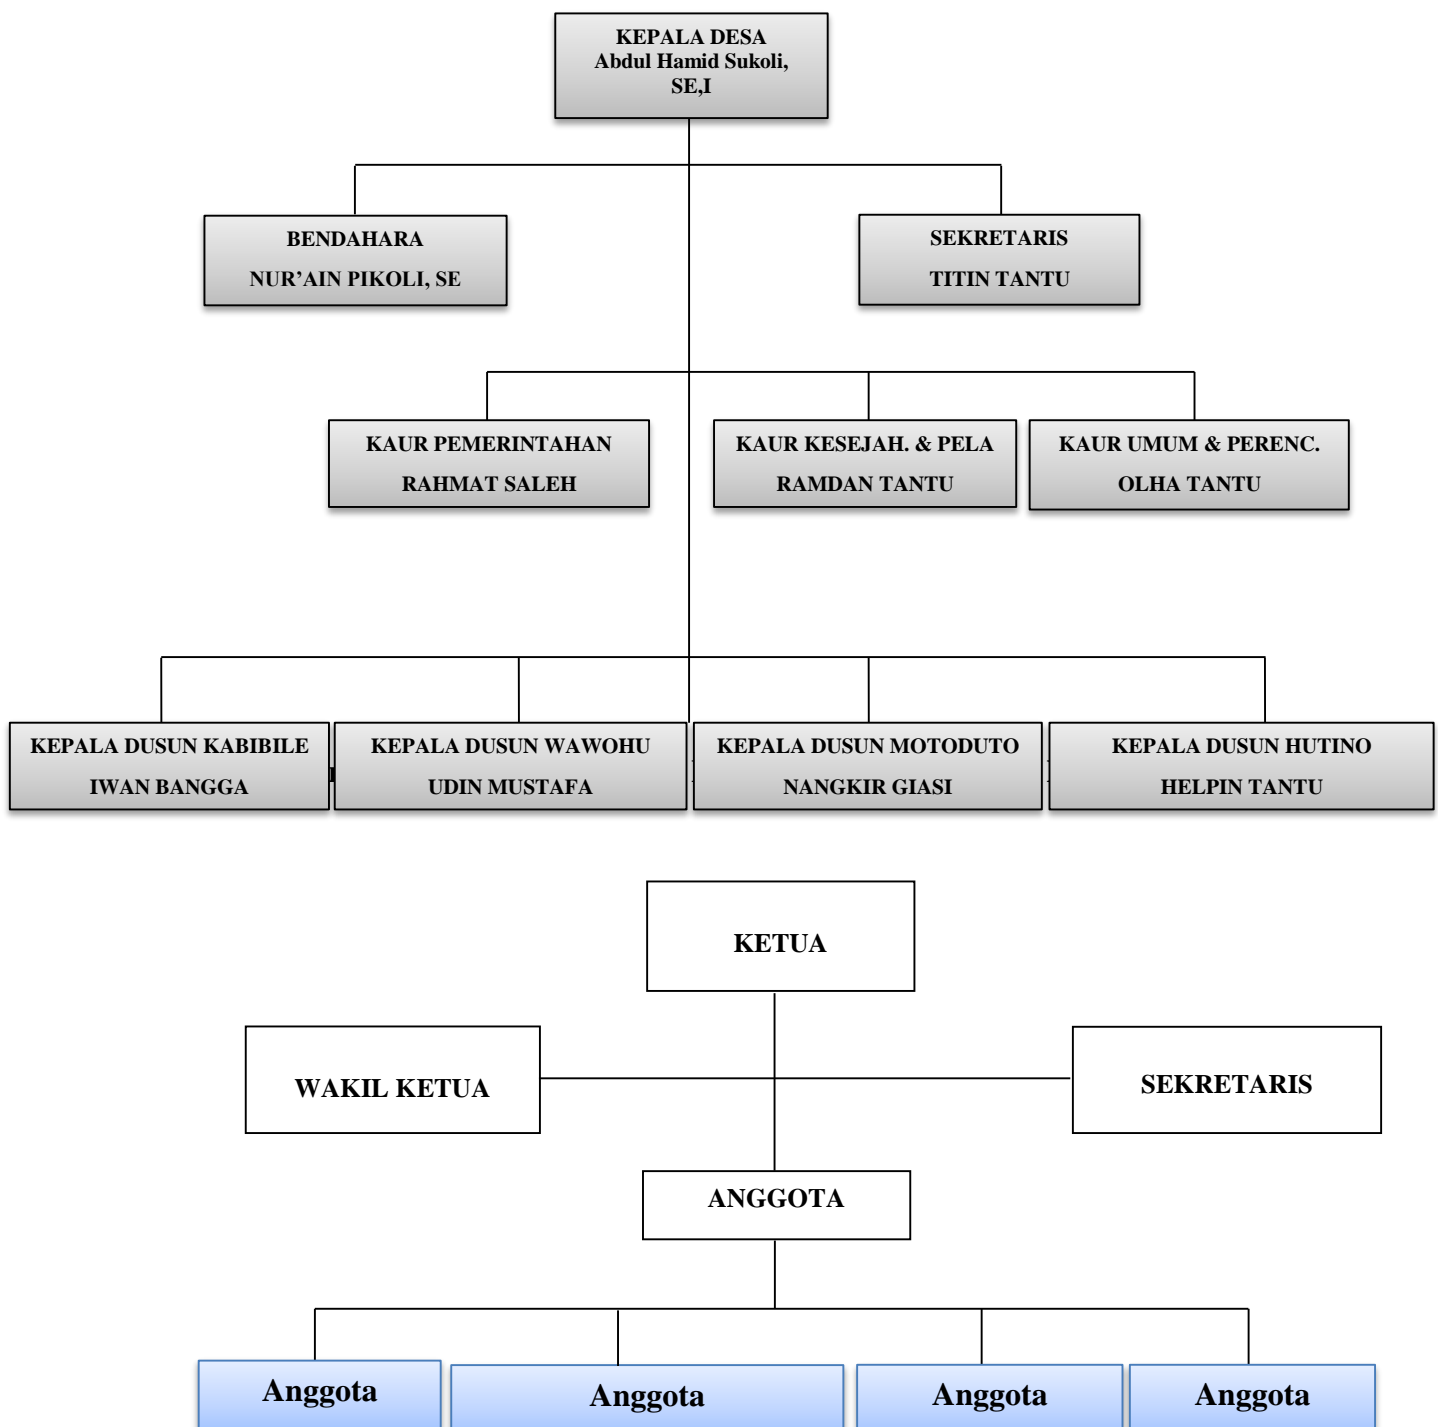 KEPALA DESA
Abdul Hamid Sukoli,
SE,I
BENDAHARA
NUR’AIN PIKOLI, SE
SEKRETARIS
TITIN TANTU
KAUR PEMERINTAHAN
RAHMAT SALEH
KAUR KESEJAH. & PELA
RAMDAN TANTU
KAUR UMUM & PERENC.
OLHA TANTU
KEPALA DUSUN KABIBILE
IWAN BANGGA
KEPALA DUSUN WAWOHU
UDIN MUSTAFA
KEPALA DUSUN MOTODUTO
NANGKIR GIASI
KEPALA DUSUN HUTINO
HELPIN TANTU
KETUA
WAKIL KETUA
SEKRETARIS
ANGGOTA
Anggota
Anggota
Anggota
Anggota